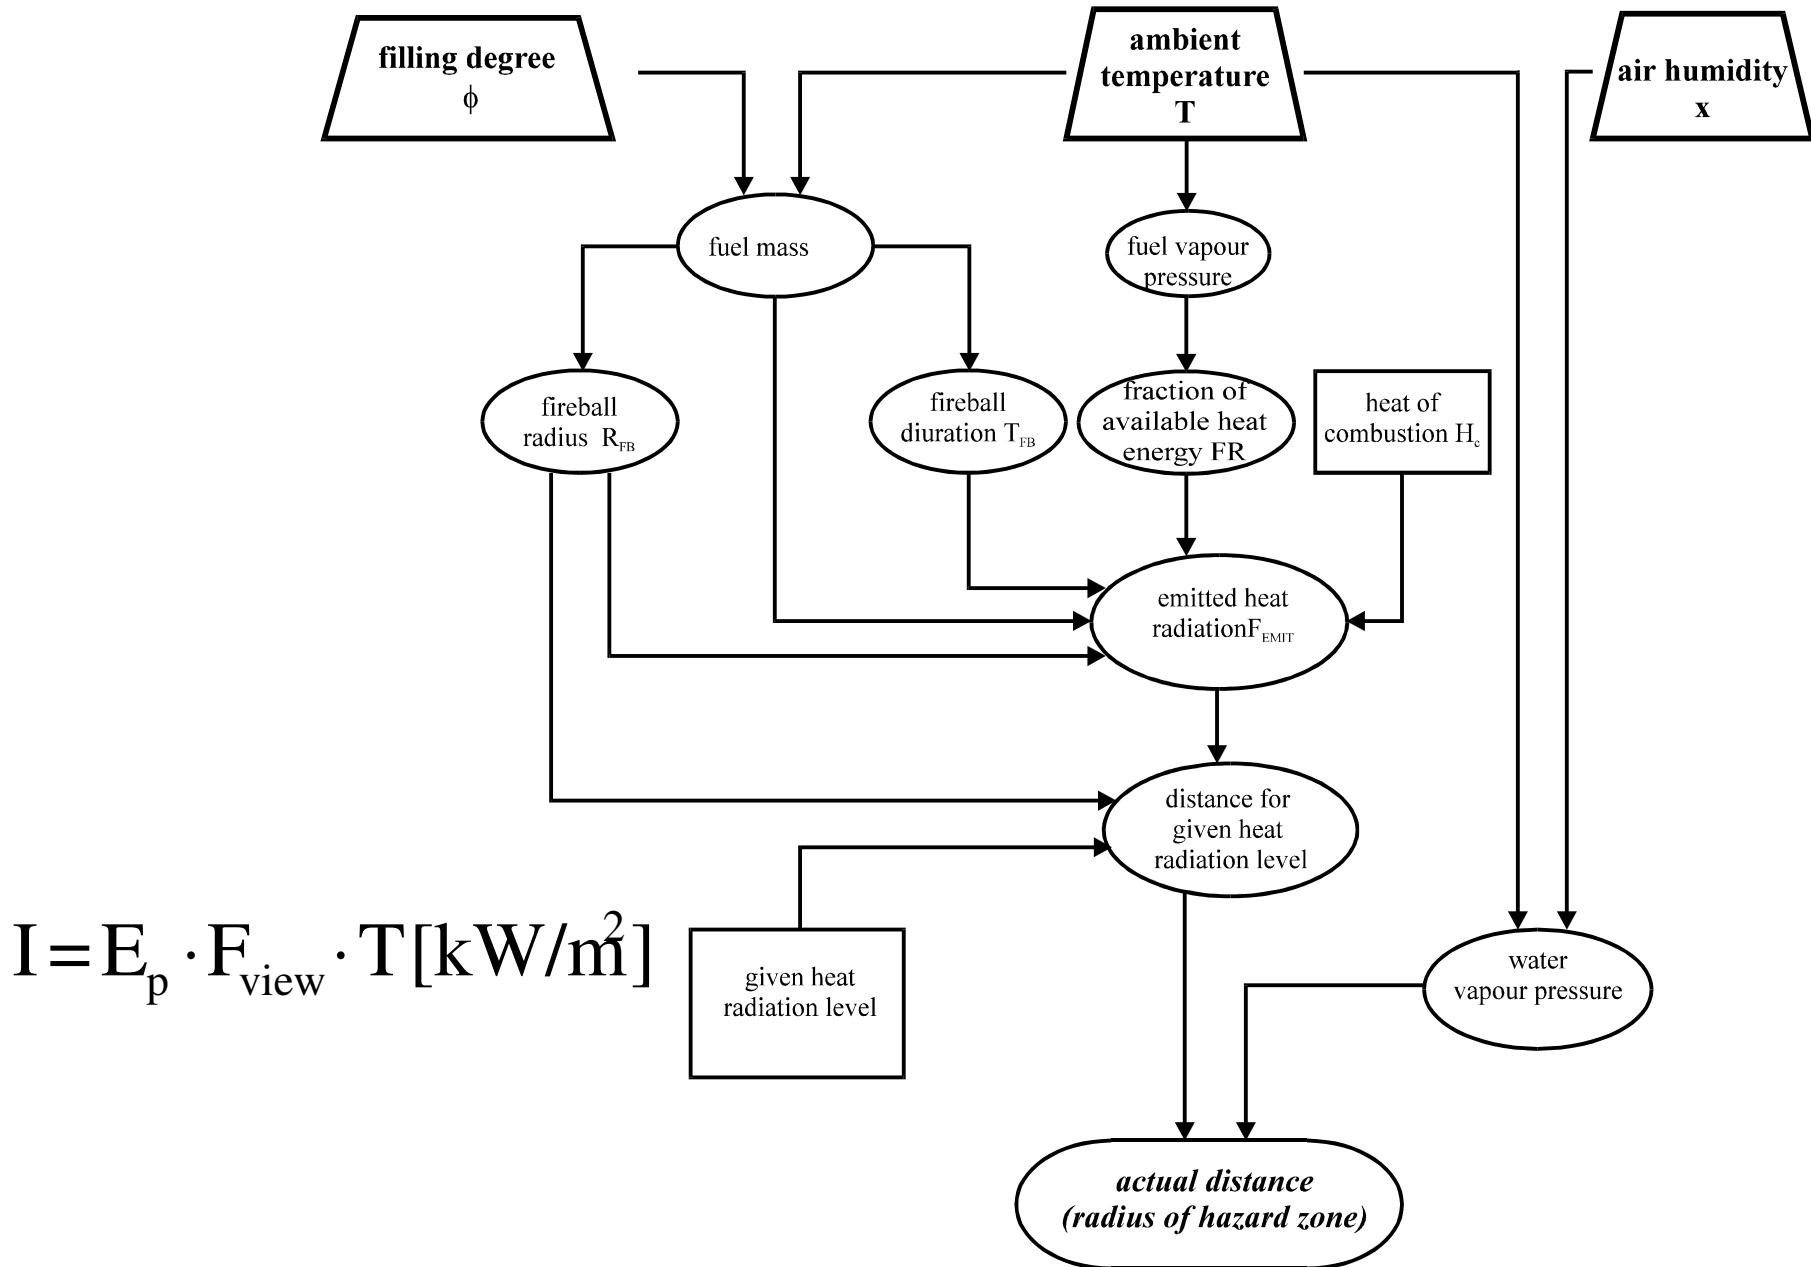 filling degree
ϕ
ambient
temperature
T
air humidity
x
fuel mass
fuel vapour
pressure
fireball
radius R_FB
fireball
diuration T_FB
fraction of
available heat
energy FR
heat of
combustion H_c
emitted heat
radiationF_EMIT
distance for
given heat
radiation level
I = E_p · F_view · T [kW/m²]
given heat
radiation level
water
vapour pressure
actual distance
(radius of hazard zone)